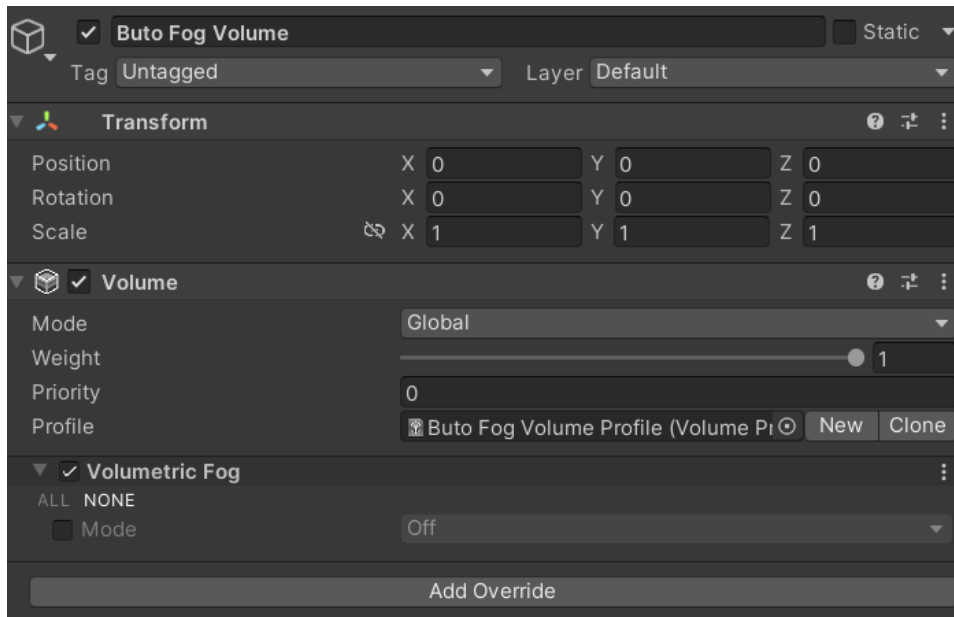 Buto Fog Volume Static
Tag Untagged Layer Default
Transform
Position X 0 Y 0 Z 0
Rotation X 0 Y 0 Z 0
Scale X 1 Y 1 Z 1
Volume
Mode Global
Weight 1
Priority 0
Profile Buto Fog Volume Profile (Volume Pr New Clone
Volumetric Fog
ALL NONE
Mode Off
Add Override